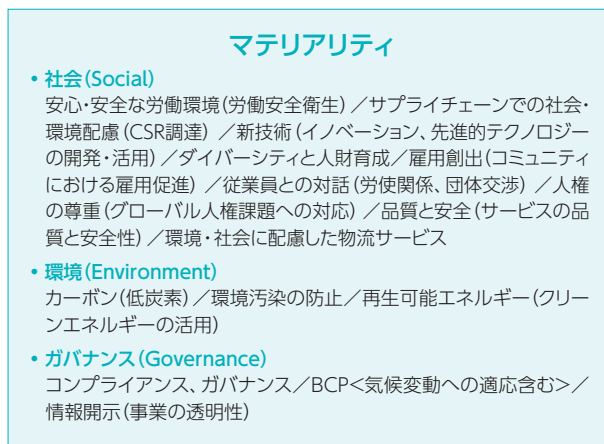 マテリアリティ
• 社会(Social)
安心・安全な労働環境(労働安全衛生)／サプライチェーンでの社会・
環境配慮(CSR調達)／新技術(イノベーション、先進的テクノロジー
の開発・活用)／ダイバーシティと人財育成／雇用創出(コミュニティ
における雇用促進)／従業員との対話(労使関係、団体交渉)／人権
の尊重(グローバル人権課題への対応)／品質と安全(サービスの品
質と安全性)／環境・社会に配慮した物流サービス
• 環境(Environment)
カーボン(低炭素)／環境汚染の防止／再生可能エネルギー(クリー
ンエネルギーの活用)
• ガバナンス(Governance)
コンプライアンス、ガバナンス／BCP<気候変動への適応含む>／
情報開示(事業の透明性)